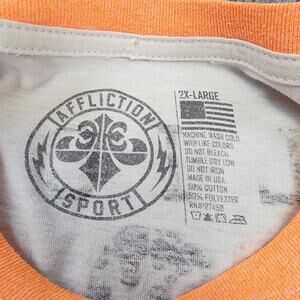 AFFLICTION
SPORT
2X-LARGE
MACHINE WASH COLD
WITH LIKE COLORS
DO NOT BLEACH
TUMBLE DRY LOW
DO NOT IRON
MADE IN USA
50% COTTON
50% POLYESTER